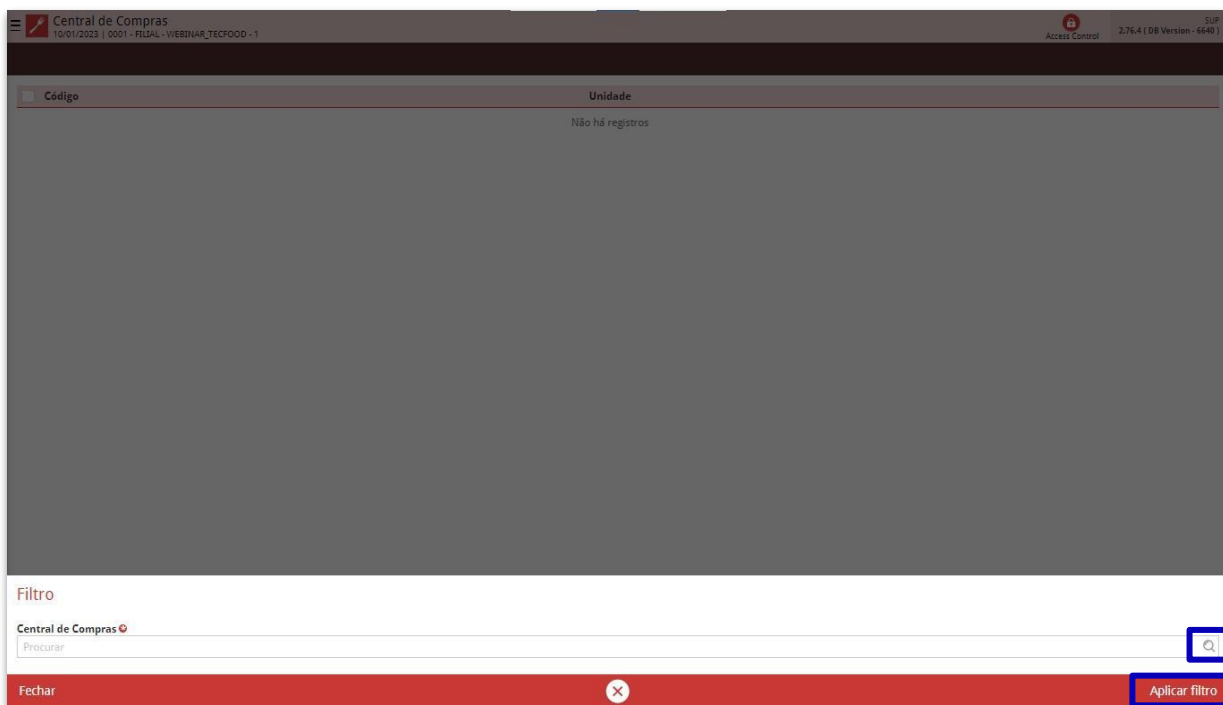 Central de Compras
10/01/2023 | 0001 - FILIAL - WEBINAR_TECFOOD - 1
Access Control
SUP
2.76.4 ( DB Version - 6640 )
Código Unidade
Não há registros
Filtro
Central de Compras
Procurar
Fechar Aplicar filtro